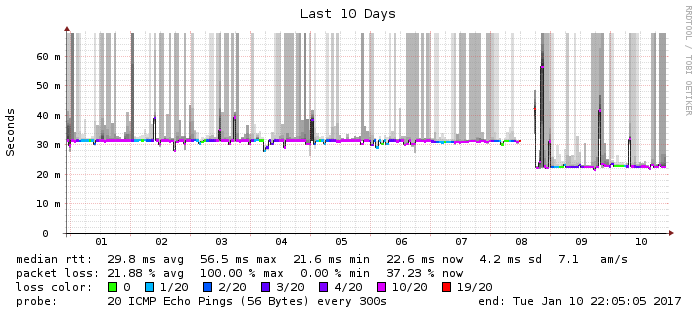 Last 10 Days
RRDTOOL / TOBI OETIKER
Seconds
60 m
50 m
40 m
30 m
20 m
10 m
0
01 02 03 04 05 06 07 08 09 10
median rtt: 29.8 ms avg 56.5 ms max 21.6 ms min 22.6 ms now 4.2 ms sd 7.1 am/s
packet loss: 21.88 % avg 100.00 % max 0.00 % min 37.23 % now
loss color: 0 1/20 2/20 3/20 4/20 10/20 19/20
probe: 20 ICMP Echo Pings (56 Bytes) every 300s end: Tue Jan 10 22:05:05 2017